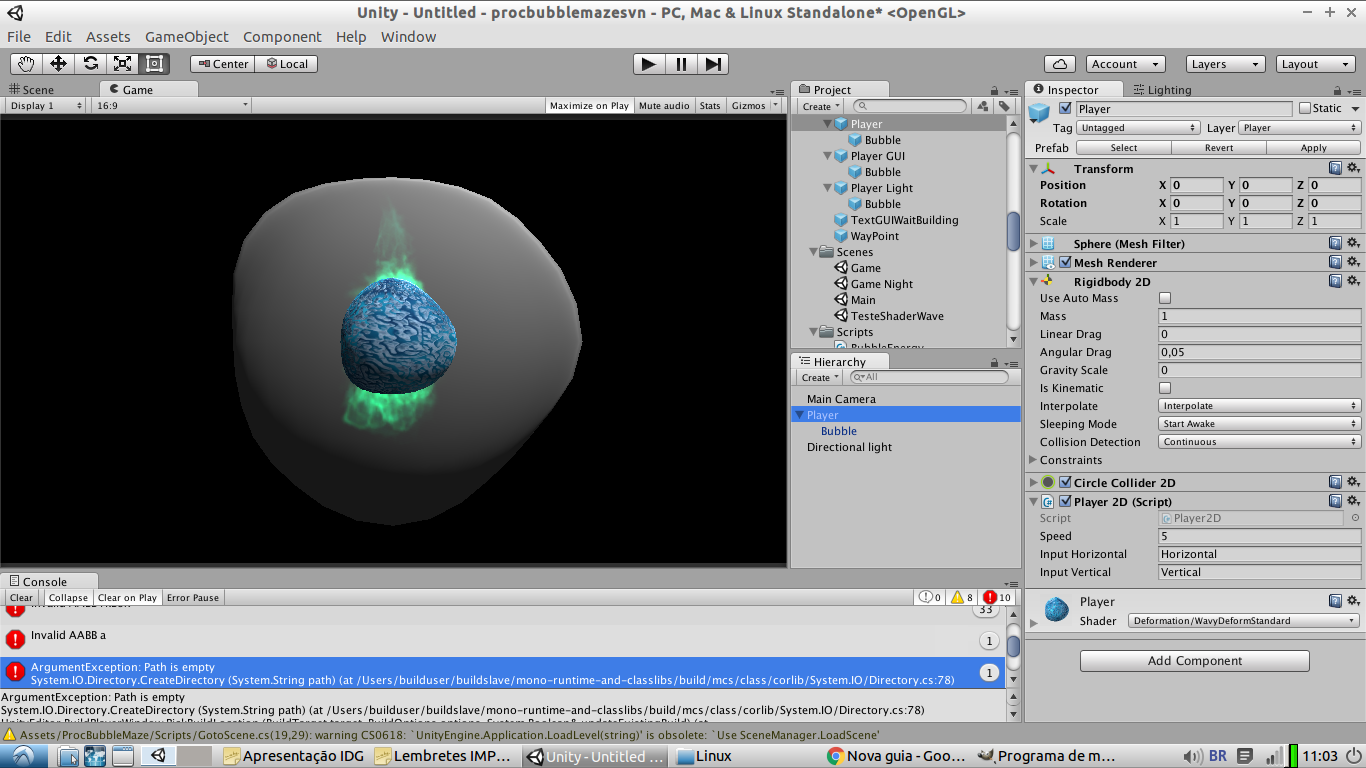 Unity - Untitled - procbubblemazesvn - PC, Mac & Linux Standalone* <OpenGL>
File Edit Assets GameObject Component Help Window
Center Local Account Layers Layout
Scene Game
Display 1 16:9 Maximize on Play Mute audio Stats Gizmos
Project
Create
Player
Bubble
Player GUI
Bubble
Player Light
Bubble
TextGUIWaitBuilding
WayPoint
Scenes
Game
Game Night
Main
TesteShaderWave
Scripts
BubbleEnergy
Hierarchy
Create All
Main Camera
Player
Bubble
Directional light
Inspector Lighting
Player Static
Tag Untagged Layer Player
Prefab Select Revert Apply
Transform
Position X 0 Y 0 Z 0
Rotation X 0 Y 0 Z 0
Scale X 1 Y 1 Z 1
Sphere (Mesh Filter)
Mesh Renderer
Rigidbody 2D
Use Auto Mass
Mass 1
Linear Drag 0
Angular Drag 0,05
Gravity Scale 0
Is Kinematic
Interpolate Interpolate
Sleeping Mode Start Awake
Collision Detection Continuous
Constraints
Circle Collider 2D
Player 2D (Script)
Script Player2D
Speed 5
Input Horizontal Horizontal
Input Vertical Vertical
Player
Shader Deformation/WavyDeformStandard
Add Component
Console
Clear Collapse Clear on Play Error Pause 0 8 10
33
Invalid AABB a 1
ArgumentException: Path is empty
System.IO.Directory.CreateDirectory (System.String path) (at /Users/builduser/buildslave/mono-runtime-and-classlibs/build/mcs/class/corlib/System.IO/Directory.cs:78) 1
ArgumentException: Path is empty
System.IO.Directory.CreateDirectory (System.String path) (at /Users/builduser/buildslave/mono-runtime-and-classlibs/build/mcs/class/corlib/System.IO/Directory.cs:78)
Assets/ProcBubbleMaze/Scripts/GotoScene.cs(19,29): warning CS0618: `UnityEngine.Application.LoadLevel(string)' is obsolete: `Use SceneManager.LoadScene'
Apresentação IDG Lembretes IMP... Unity - Untitled ... Linux Nova guia - Goo... Programa de m... BR 11:03